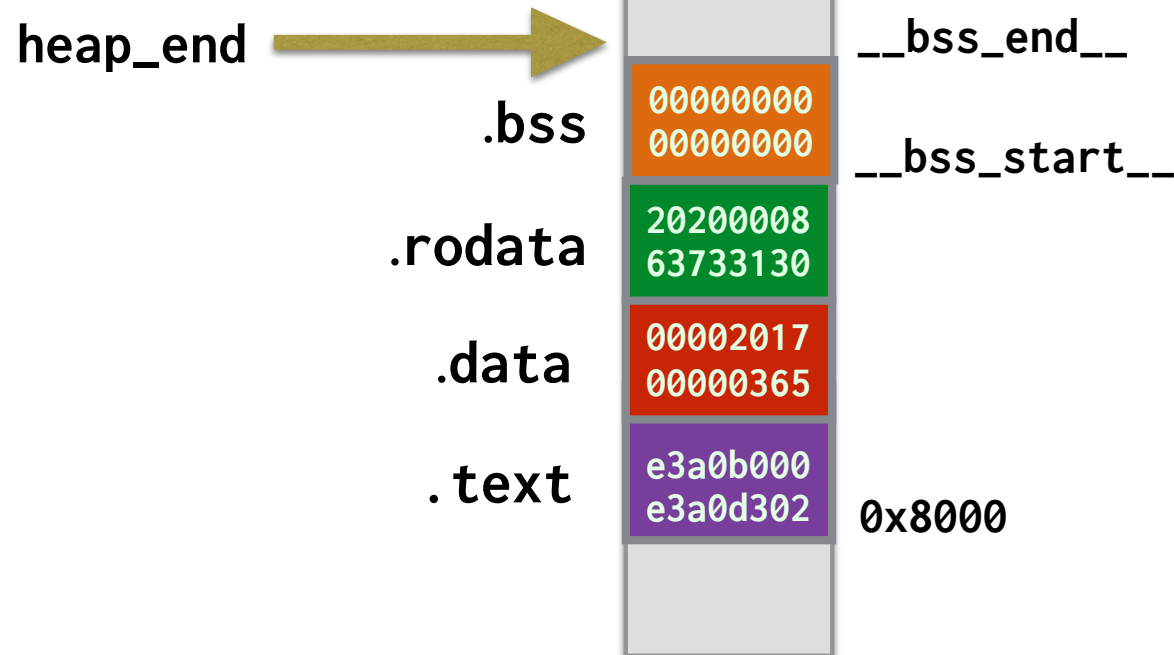 heap_end
__bss_end__
.bss
00000000
00000000
__bss_start__
.rodata
20200008
63733130
.data
00002017
00000365
.text
e3a0b000
e3a0d302
0x8000